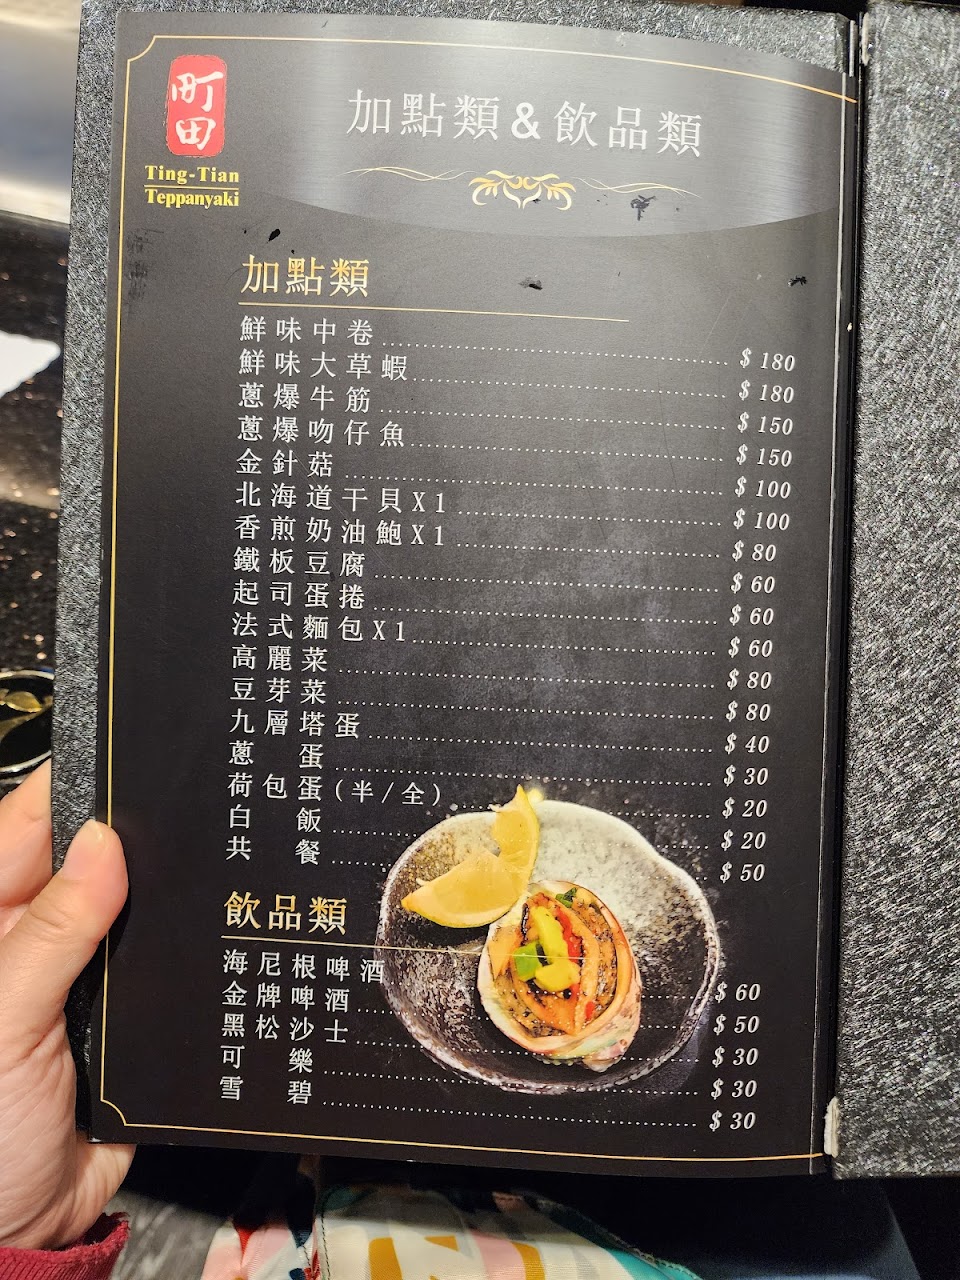 町田
Ting-Tian
Teppanyaki
加點類&飲品類
加點類
鮮味中卷 $180
鮮味大草蝦 $180
蔥爆牛筋 $150
蔥爆吻仔魚 $150
金針菇 $100
北海道干貝X1 $100
香煎奶油鮑X1 $80
鐵板豆腐 $60
起司蛋捲 $60
法式麵包X1 $60
高麗菜 $80
豆芽菜 $80
九層塔蛋 $40
蔥 蛋 $30
荷包蛋(半/全) $20
白 飯 $20
共 餐 $50
飲品類
海尼根啤酒 $60
金牌啤酒 $50
黑松沙士 $30
可 樂 $30
雪 碧 $30